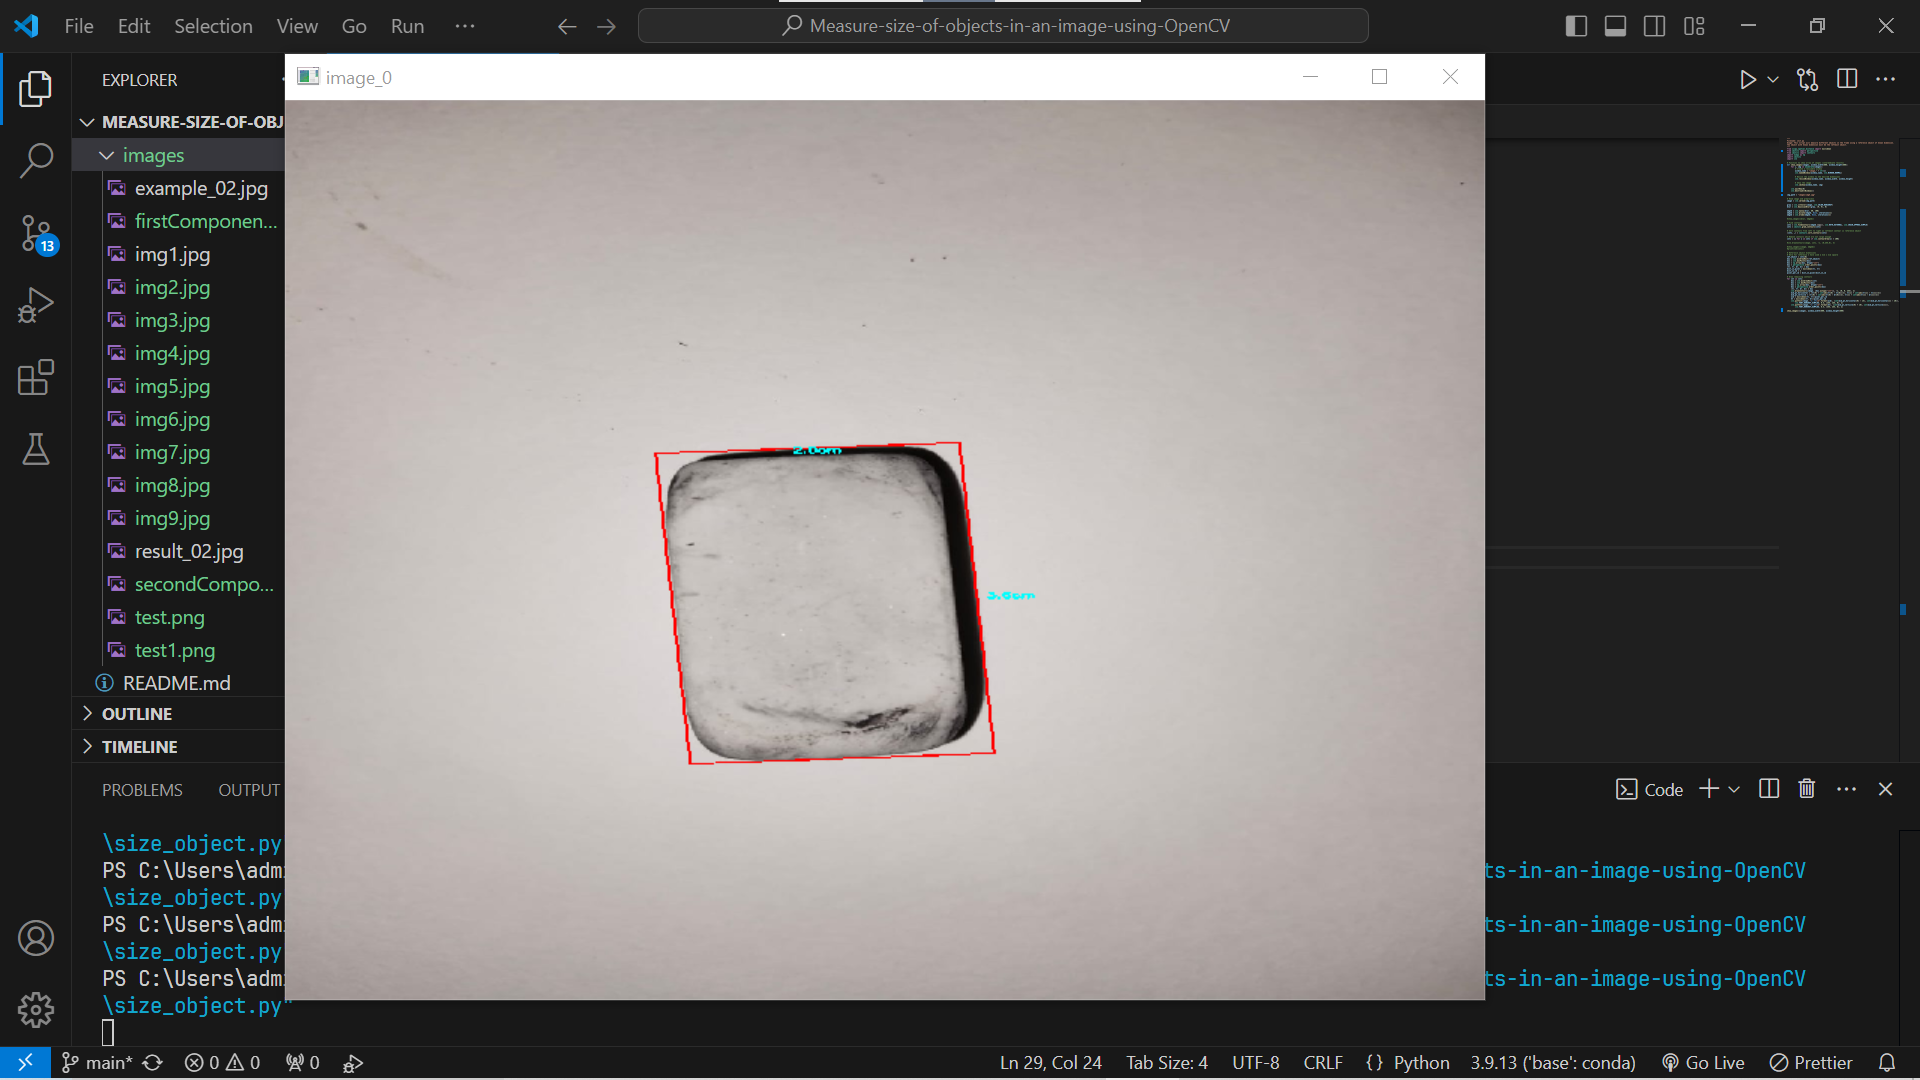 File Edit Selection View Go Run ···
Measure-size-of-objects-in-an-image-using-OpenCV
EXPLORER
MEASURE-SIZE-OF-OBJ
images
example_02.jpg
firstComponen...
img1.jpg
img2.jpg
img3.jpg
img4.jpg
img5.jpg
img6.jpg
img7.jpg
img8.jpg
img9.jpg
result_02.jpg
secondCompo...
test.png
test1.png
README.md
OUTLINE
TIMELINE
13
image_0
2.0cm
3.6cm
PROBLEMS OUTPUT
Code
\size_object.py
PS C:\Users\adm
ts-in-an-image-using-OpenCV
\size_object.py
PS C:\Users\adm
ts-in-an-image-using-OpenCV
\size_object.py
PS C:\Users\adm
ts-in-an-image-using-OpenCV
\size_object.py"
main* 0 0 0
Ln 29, Col 24 Tab Size: 4 UTF-8 CRLF {} Python 3.9.13 ('base': conda) Go Live Prettier